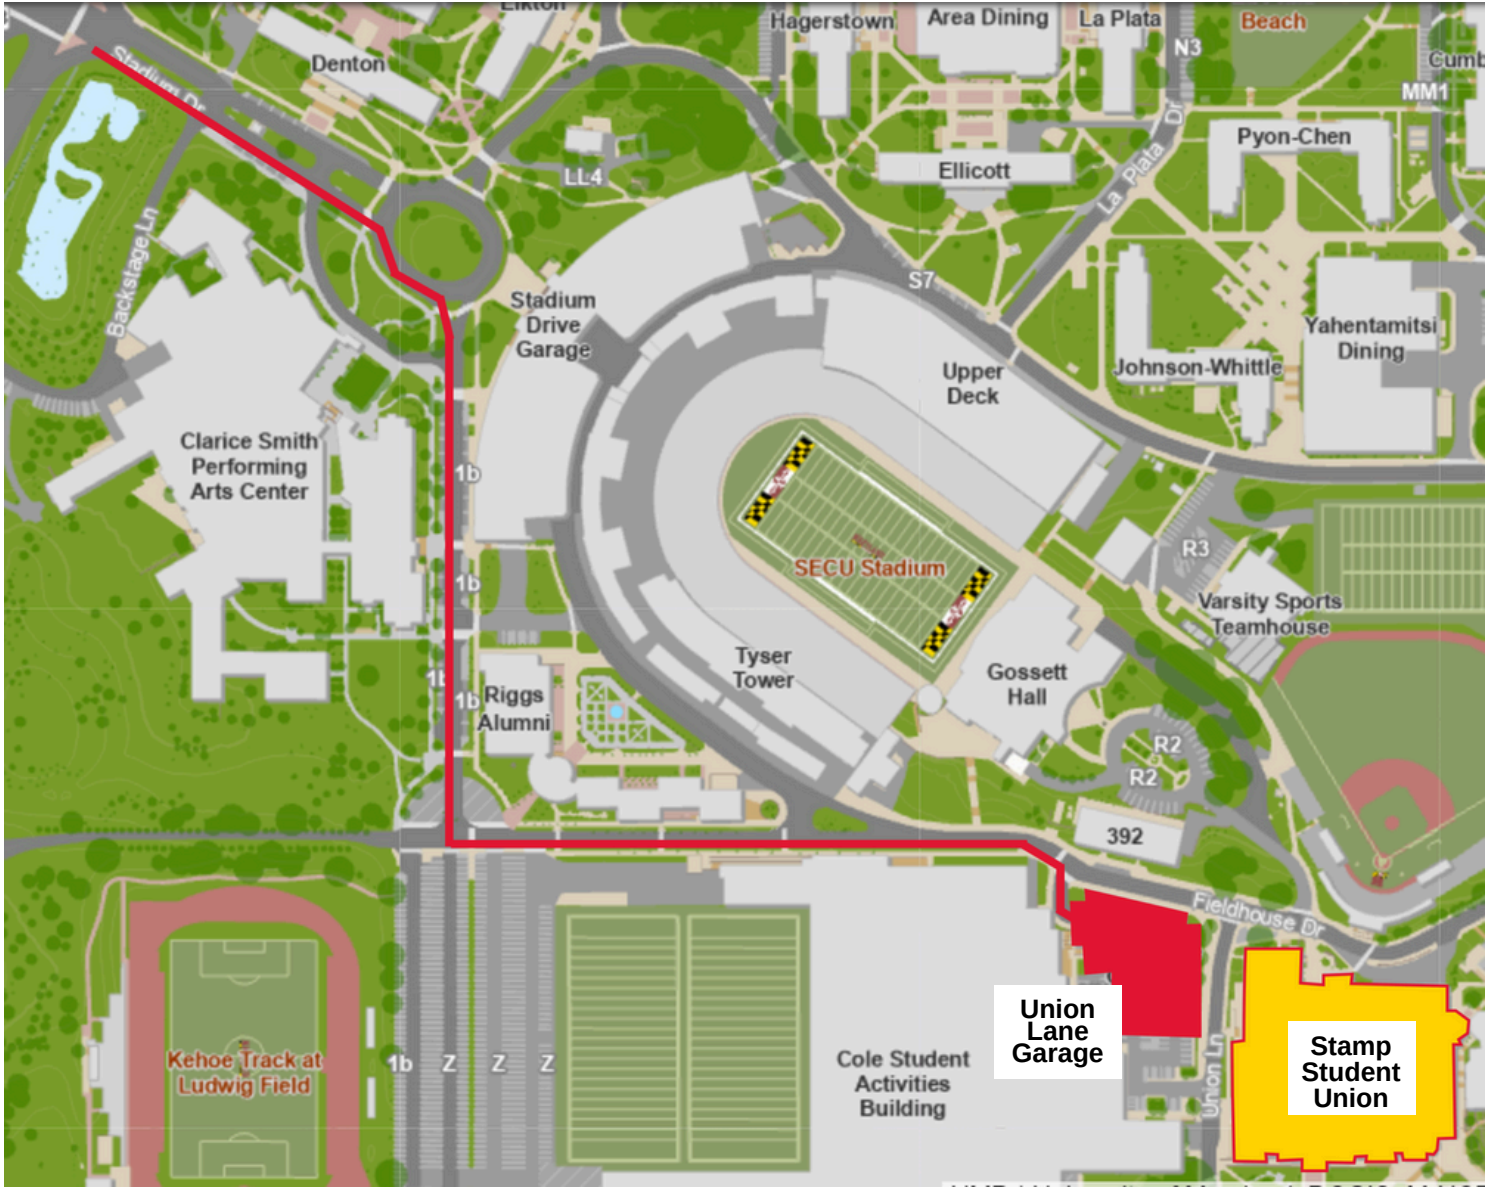 Elkton
Hagerstown
Area Dining
La Plata
Beach
N3
Stadium Dr
Denton
MM1
La Plata Dr
Pyon-Chen
Ellicott
LL4
Backstage Ln
S7
Stadium
Drive
Garage
Yahentamitsi
Dining
Johnson-Whittle
Upper
Deck
Clarice Smith
Performing
Arts Center
1b
SECU Stadium
R3
1b
Varsity Sports
Teamhouse
Tyser
Tower
Gossett
Hall
1b
1b
Riggs
Alumni
R2
R2
392
Fieldhouse Dr
Union
Lane
Garage
Union Ln
Stamp
Student
Union
Kehoe Track at
Ludwig Field
1b
Z
Z
Z
Cole Student
Activities
Building